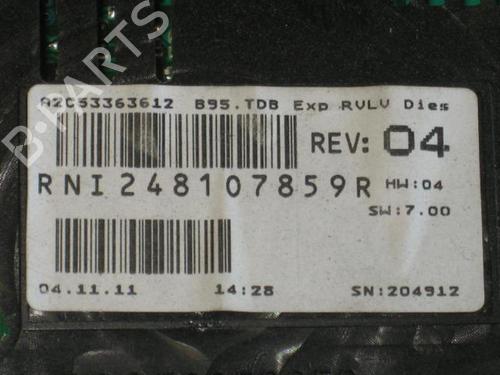 A2C53363612 B95.TDB Exp RVLV Dies
REV: 04
RNI248107859R HW:04
SW:7.00
04.11.11 14:28 SN:204912
B-PARTS